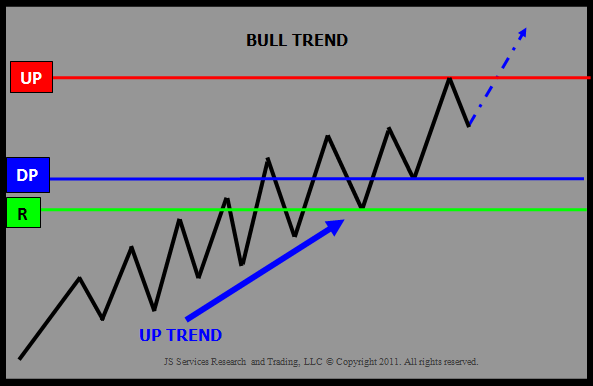 BULL TREND
UP
DP
R
UP TREND
JS Services Research and Trading, LLC © Copyright 2011. All rights reserved.